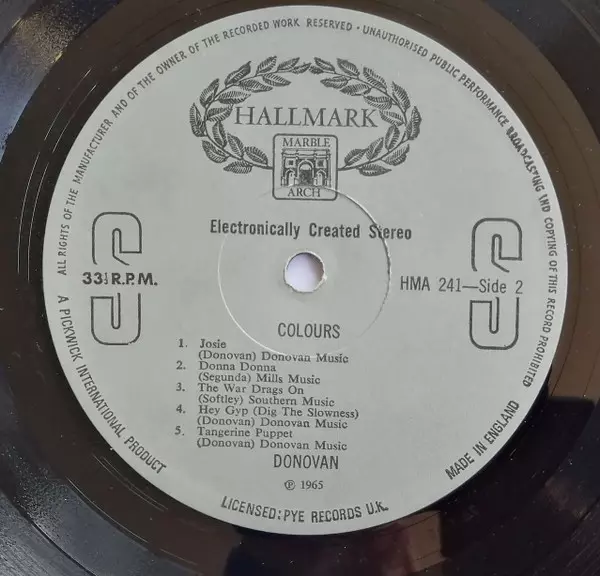 ALL RIGHTS OF THE MANUFACTURER AND OF THE OWNER OF THE RECORDED WORK RESERVED · UNAUTHORISED PUBLIC PERFORMANCE BROADCASTING AND COPYING OF THIS RECORD PROHIBITED
HALLMARK
MARBLE
ARCH
Electronically Created Stereo
33⅓ R.P.M.
HMA 241—Side 2
COLOURS
1. Josie
(Donovan) Donovan Music
2. Donna Donna
(Segunda) Mills Music
3. The War Drags On
(Softley) Southern Music
4. Hey Gyp (Dig The Slowness)
(Donovan) Donovan Music
5. Tangerine Puppet
(Donovan) Donovan Music
DONOVAN
℗ 1965
A PICKWICK INTERNATIONAL PRODUCT
LICENSED: PYE RECORDS U.K.
MADE IN ENGLAND